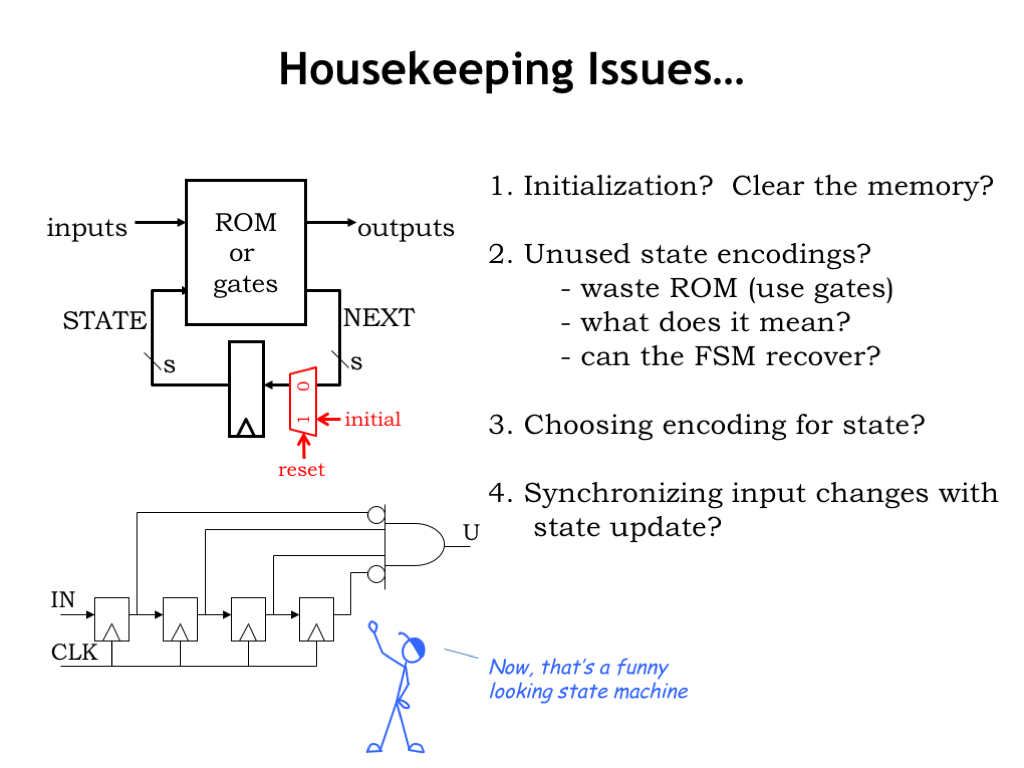 Housekeeping Issues…
inputs
ROM
or
gates
outputs
STATE
NEXT
s
s
0
1
initial
reset
1. Initialization?  Clear the memory?
2. Unused state encodings?
- waste ROM (use gates)
- what does it mean?
- can the FSM recover?
3. Choosing encoding for state?
4. Synchronizing input changes with
state update?
U
IN
CLK
Now, that's a funny
looking state machine